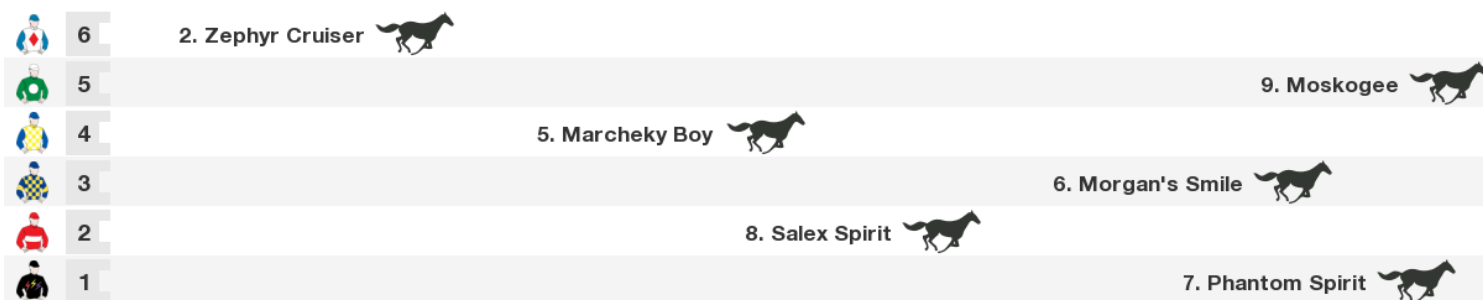 6 2. Zephyr Cruiser
5 9. Moskogee
4 5. Marcheky Boy
3 6. Morgan's Smile
2 8. Salex Spirit
1 7. Phantom Spirit